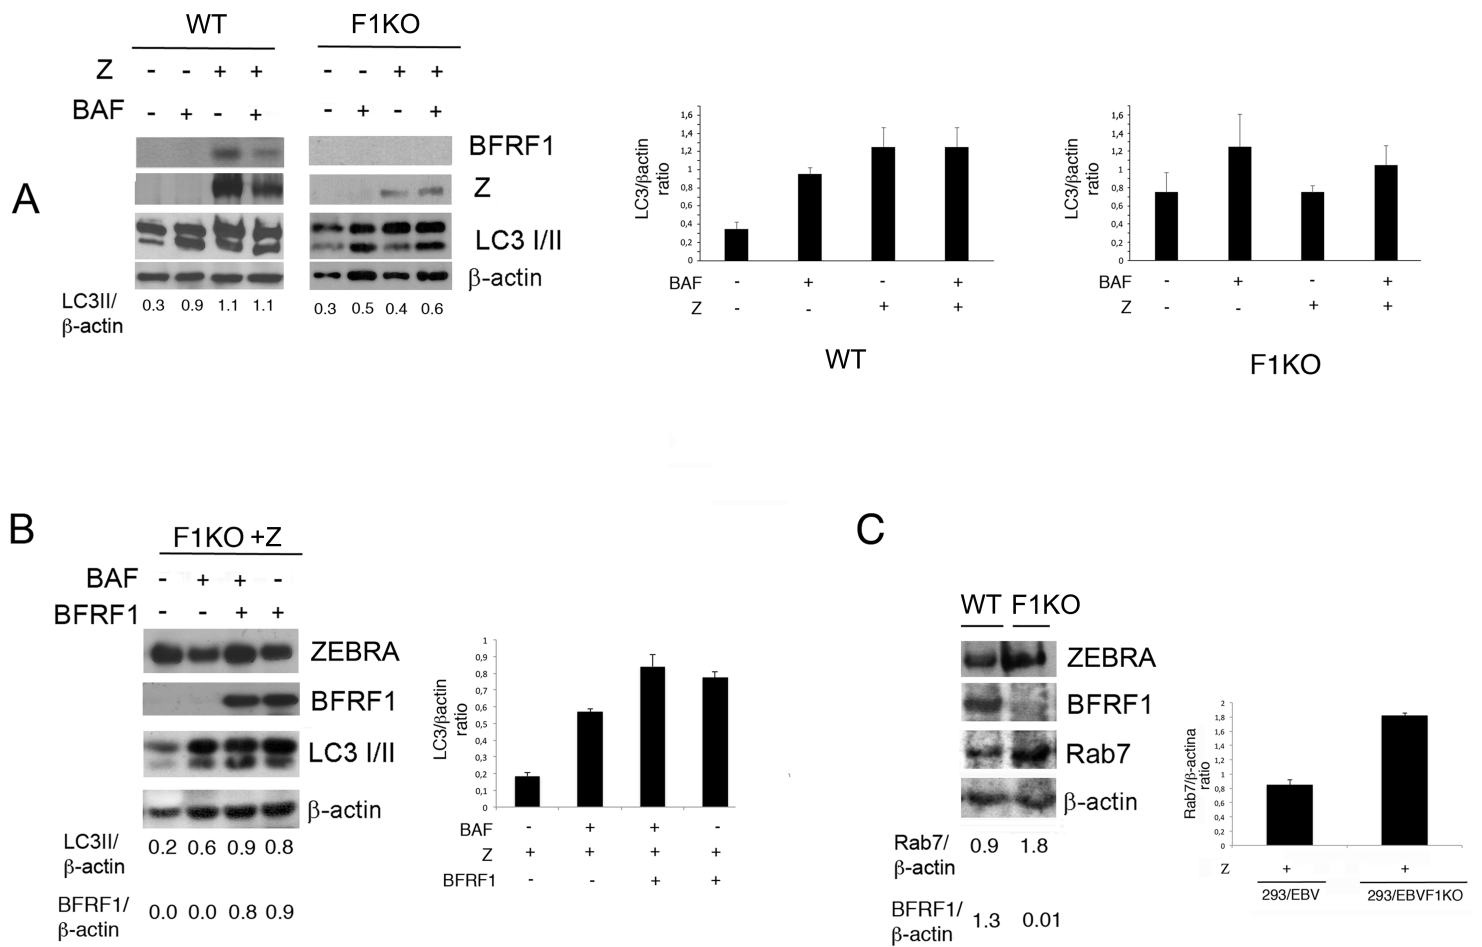 WT F1KO
Z - - + + - - + +
BAF - + - + - + - +
A
BFRF1
Z
LC3 I/II
β-actin
LC3II/
β-actin
0.3 0.9 1.1 1.1 0.3 0.5 0.4 0.6
LC3/βactin
ratio
1,6
1,4
1,2
1
0,8
0,6
0,4
0,2
0
BAF - + - +
Z - - + +
WT
LC3/βactin
ratio
1,6
1,4
1,2
1
0,8
0,6
0,4
0,2
0
BAF - + - +
Z - - + +
F1KO
B
F1KO +Z
BAF - + + -
BFRF1 - - + +
ZEBRA
BFRF1
LC3 I/II
β-actin
LC3II/
β-actin
0.2 0.6 0.9 0.8
BFRF1/
β-actin
0.0 0.0 0.8 0.9
LC3/βactin
ratio
1
0,9
0,8
0,7
0,6
0,5
0,4
0,3
0,2
0,1
0
BAF - + + -
Z + + + +
BFRF1 - - + +
C
WT F1KO
ZEBRA
BFRF1
Rab7
β-actin
Rab7/
β-actin
0.9 1.8
BFRF1/
β-actin
1.3 0.01
Rab7/β-actina
ratio
2
1,8
1,6
1,4
1,2
1
0,8
0,6
0,4
0,2
0
Z + +
293/EBV 293/EBVF1KO